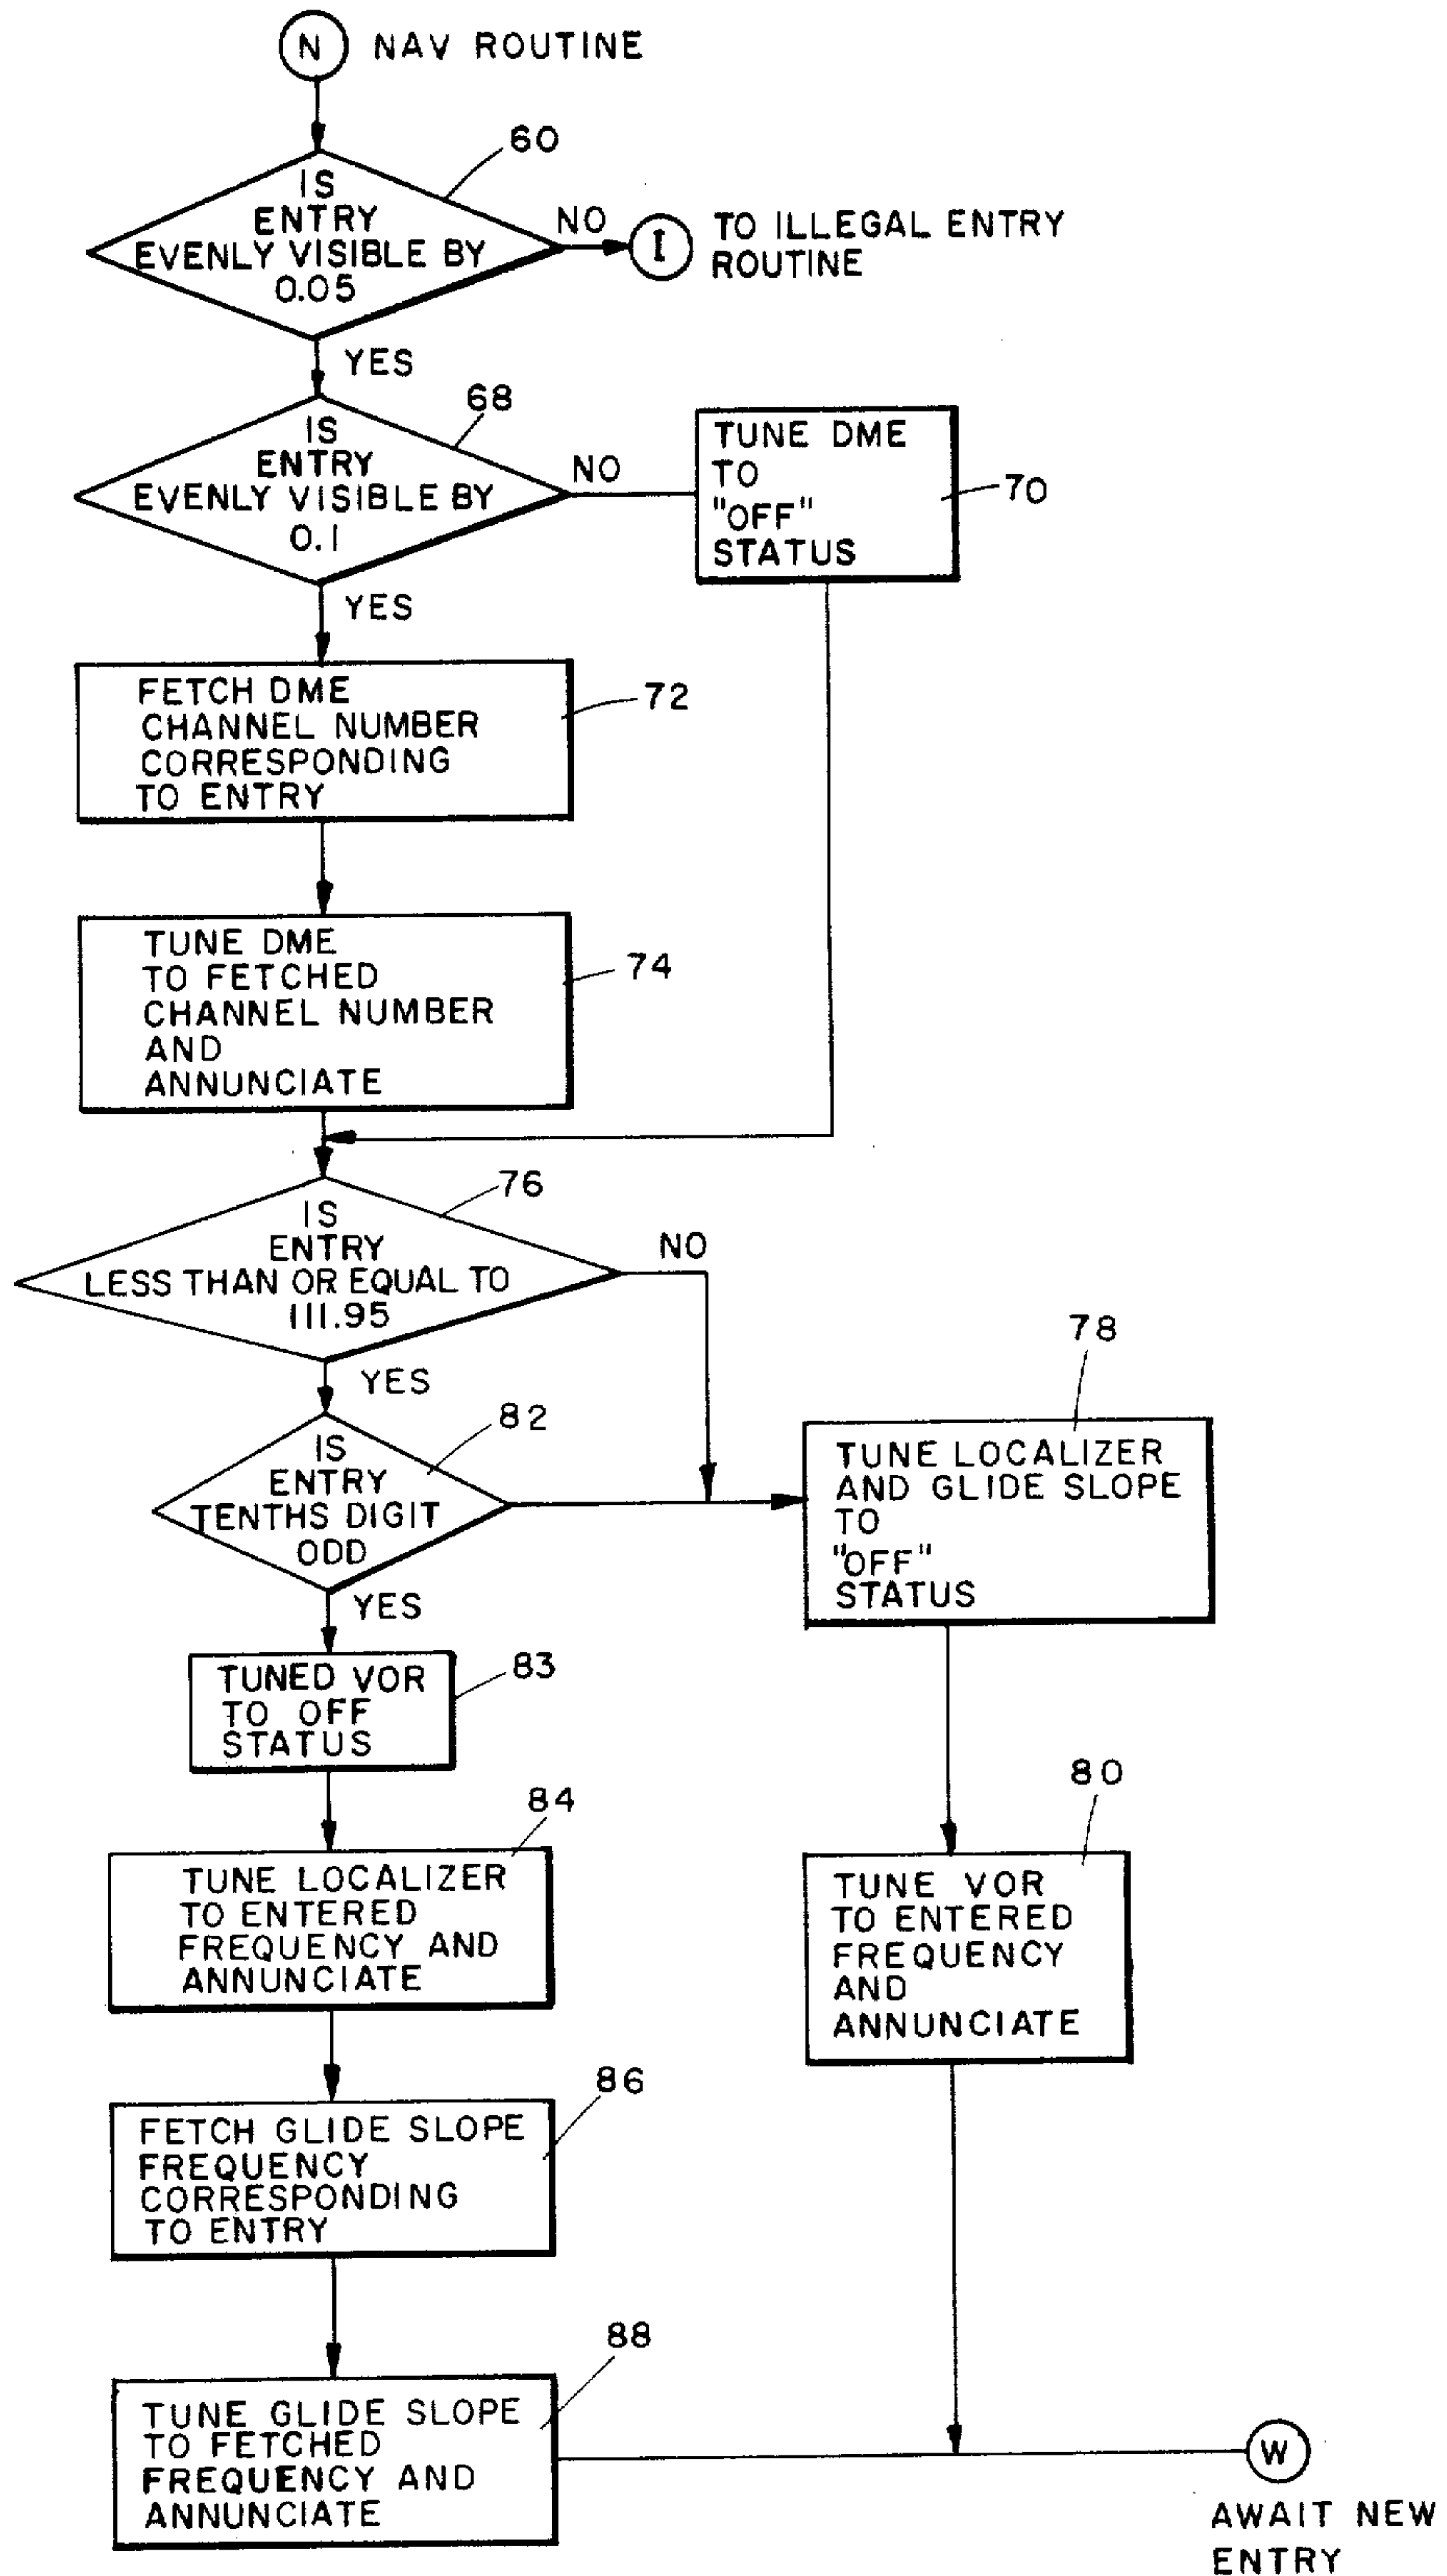 N NAV ROUTINE
60
IS
ENTRY
EVENLY VISIBLE BY
0.05
NO
I
TO ILLEGAL ENTRY
ROUTINE
YES
68
IS
ENTRY
EVENLY VISIBLE BY
0.1
NO
TUNE DME
TO
"OFF"
STATUS
70
YES
FETCH DME
CHANNEL NUMBER
CORRESPONDING
TO ENTRY
72
TUNE DME
TO FETCHED
CHANNEL NUMBER
AND
ANNUNCIATE
74
76
IS
ENTRY
LESS THAN OR EQUAL TO
111.95
NO
YES
78
TUNE LOCALIZER
AND GLIDE SLOPE
TO
"OFF"
STATUS
82
IS
ENTRY
TENTHS DIGIT
ODD
YES
TUNED VOR
TO OFF
STATUS
83
80
TUNE VOR
TO ENTERED
FREQUENCY
AND
ANNUNCIATE
84
TUNE LOCALIZER
TO ENTERED
FREQUENCY AND
ANNUNCIATE
86
FETCH GLIDE SLOPE
FREQUENCY
CORRESPONDING
TO ENTRY
88
TUNE GLIDE SLOPE
TO FETCHED
FREQUENCY AND
ANNUNCIATE
W
AWAIT NEW
ENTRY